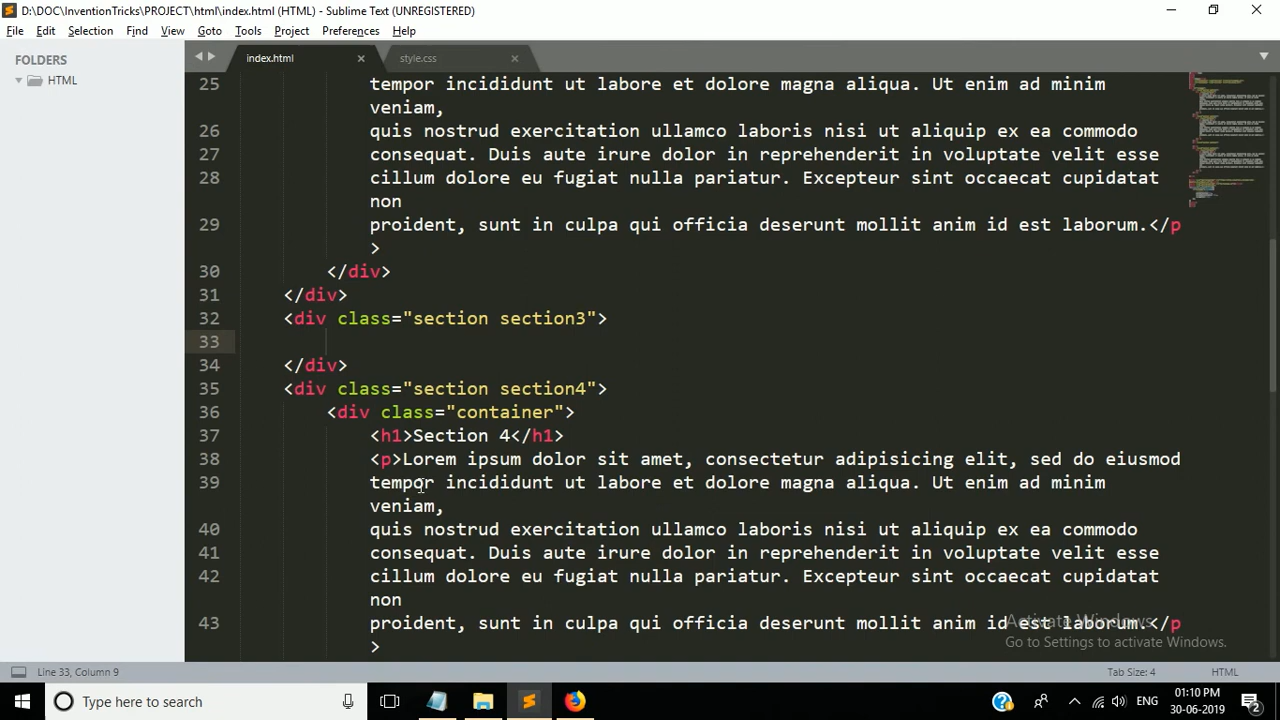 D:\DOC\InventionTricks\PROJECT\html\index.html (HTML) - Sublime Text (UNREGISTERED)
File Edit Selection Find View Goto Tools Project Preferences Help
FOLDERS
HTML
index.html
style.css
25 tempor incididunt ut labore et dolore magna aliqua. Ut enim ad minim
veniam,
26 quis nostrud exercitation ullamco laboris nisi ut aliquip ex ea commodo
27 consequat. Duis aute irure dolor in reprehenderit in voluptate velit esse
28 cillum dolore eu fugiat nulla pariatur. Excepteur sint occaecat cupidatat
non
29 proident, sunt in culpa qui officia deserunt mollit anim id est laborum.</p
>
30 </div>
31 </div>
32 <div class="section section3">
33
34 </div>
35 <div class="section section4">
36 <div class="container">
37 <h1>Section 4</h1>
38 <p>Lorem ipsum dolor sit amet, consectetur adipisicing elit, sed do eiusmod
39 tempor incididunt ut labore et dolore magna aliqua. Ut enim ad minim
veniam,
40 quis nostrud exercitation ullamco laboris nisi ut aliquip ex ea commodo
41 consequat. Duis aute irure dolor in reprehenderit in voluptate velit esse
42 cillum dolore eu fugiat nulla pariatur. Excepteur sint occaecat cupidatat
non
43 proident, sunt in culpa qui officia deserunt mollit anim id est laborum.</p
>
Activate Windows
Go to Settings to activate Windows.
Line 33, Column 9
Tab Size: 4
HTML
Type here to search
ENG
01:10 PM
30-06-2019
2